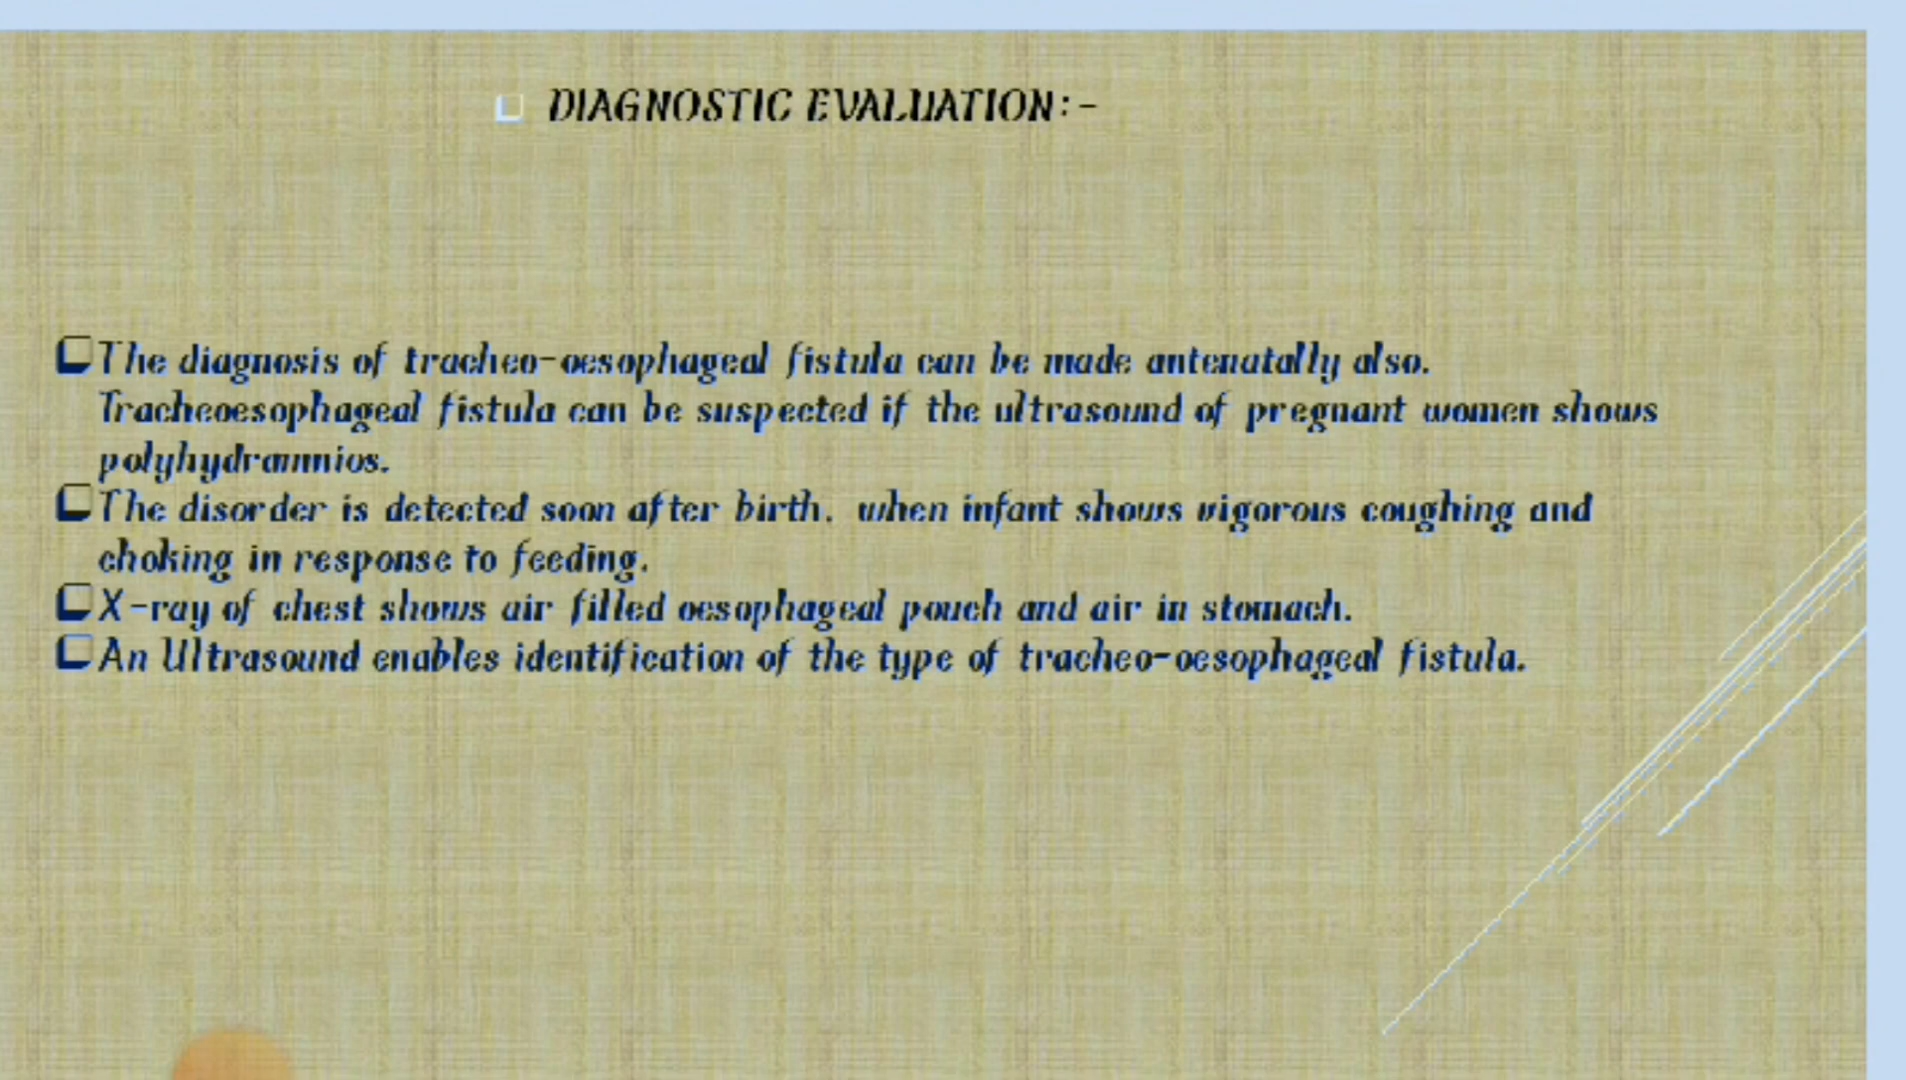 DIAGNOSTIC EVALUATION:-
The diagnosis of tracheo-oesophageal fistula can be made antenatally also.
Tracheoesophageal fistula can be suspected if the ultrasound of pregnant women shows
polyhydramnios.
The disorder is detected soon after birth. when infant shows vigorous coughing and
choking in response to feeding.
X-ray of chest shows air filled oesophageal pouch and air in stomach.
An Ultrasound enables identification of the type of tracheo-oesophageal fistula.